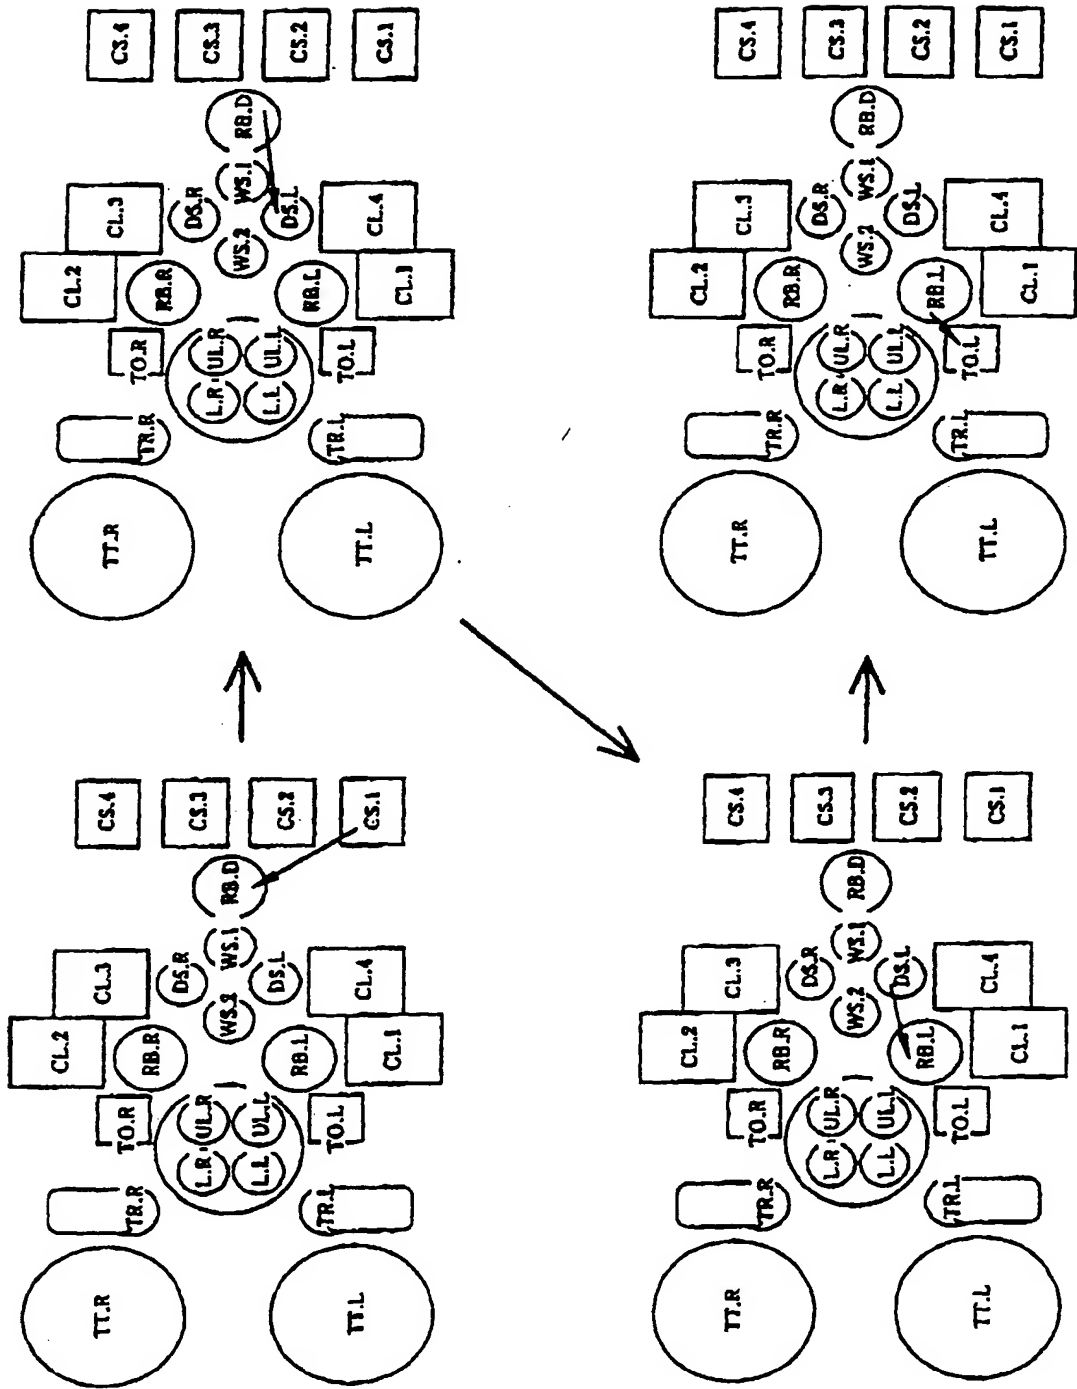 TT.L
TT.R
TR.L
TR.R
L.L
L.R
TO.L
UL.L
UL.R
TO.R
CL.1
RB.L
RB.R
CL.2
WS.2
CL.4
DS.L
DS.R
CL.3
WS.1
RB.D
CS.1
CS.2
CS.3
CS.4
TT.L
TT.R
TR.L
TR.R
L.L
L.R
TO.L
UL.L
UL.R
TO.R
CL.1
RB.L
RB.R
CL.2
WS.2
CL.4
DS.L
DS.R
CL.3
WS.1
RB.D
CS.1
CS.2
CS.3
CS.4
TT.L
TT.R
TR.L
TR.R
L.L
L.R
TO.L
UL.L
UL.R
TO.R
CL.1
RB.L
RB.R
CL.2
WS.2
CL.4
DS.L
DS.R
CL.3
WS.1
RB.D
CS.1
CS.2
CS.3
CS.4
TT.L
TT.R
TR.L
TR.R
L.L
L.R
TO.L
UL.L
UL.R
TO.R
CL.1
RB.L
RB.R
CL.2
WS.2
CL.4
DS.L
DS.R
CL.3
WS.1
RB.D
CS.1
CS.2
CS.3
CS.4